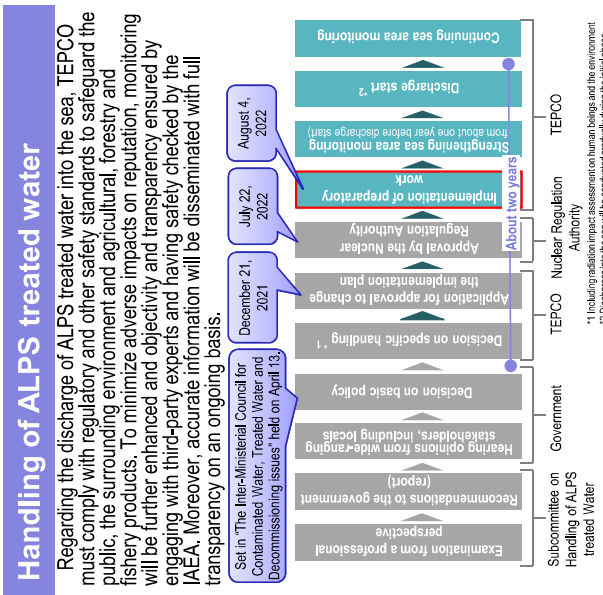 Handling of ALPS treated water
Regarding the discharge of ALPS treated water into the sea, TEPCO
must comply with regulatory and other safety standards to safeguard the
public, the surrounding environment and agricultural, forestry and
fishery products. To minimize adverse impacts on reputation, monitoring
will be further enhanced and objectivity and transparency ensured by
engaging with third-party experts and having safety checked by the
IAEA. Moreover, accurate information will be disseminated with full
transparency on an ongoing basis.
Set in "The Inter-Ministerial Council for
Contaminated Water, Treated Water and
Decommissioning issues" held on April 13.
December 21,
2021
July 22,
2022
August 4,
2022
Examination from a professional
perspective
Recommendations to the government
(report)
Hearing opinions from wide-ranging
stakeholders, including locals
Decision on basic policy
Decision on specific handling *1
Application for approval to change
the implementation plan
Approval by the Nuclear
Regulation Authority
Implementation of preparatory
work
Strengthening sea area monitoring
(from about one year before discharge start)
Discharge start *2
Continuing sea area monitoring
About two years
Subcommittee on
Handling of ALPS
treated Water
Government
TEPCO
Nuclear Regulation
Authority
TEPCO
*1 Including radiation impact assessment on human beings and the environment